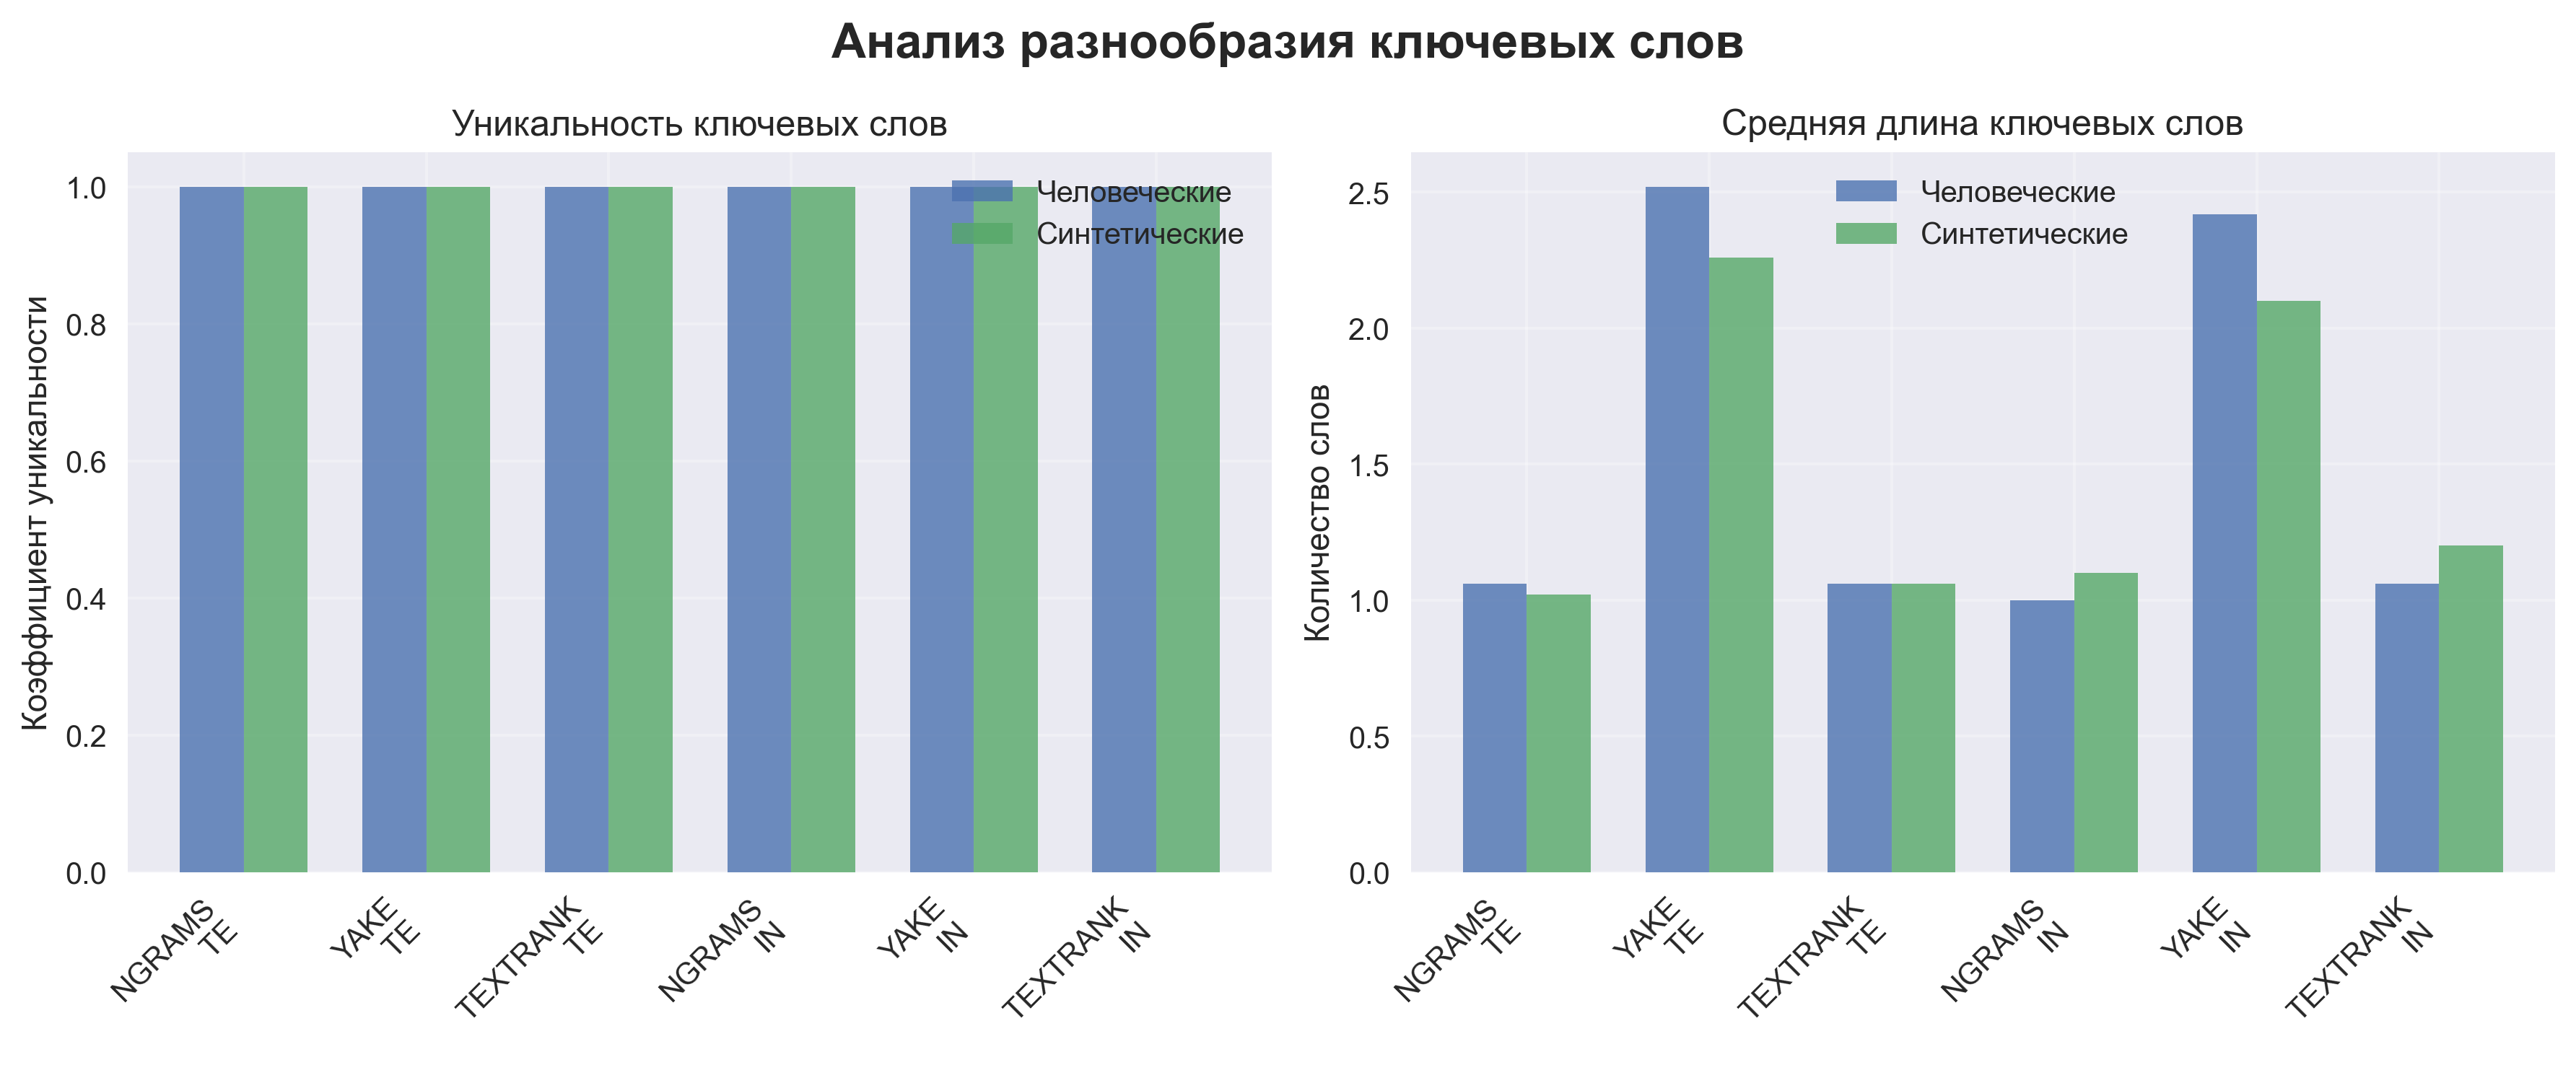 Анализ разнообразия ключевых слов
Уникальность ключевых слов
Коэффициент уникальности
1.0
0.8
0.6
0.4
0.2
0.0
Человеческие
Синтетические
NGRAMS
TE
YAKE
TE
TEXTRANK
TE
NGRAMS
IN
YAKE
IN
TEXTRANK
IN
Средняя длина ключевых слов
Количество слов
2.5
2.0
1.5
1.0
0.5
0.0
Человеческие
Синтетические
NGRAMS
TE
YAKE
TE
TEXTRANK
TE
NGRAMS
IN
YAKE
IN
TEXTRANK
IN